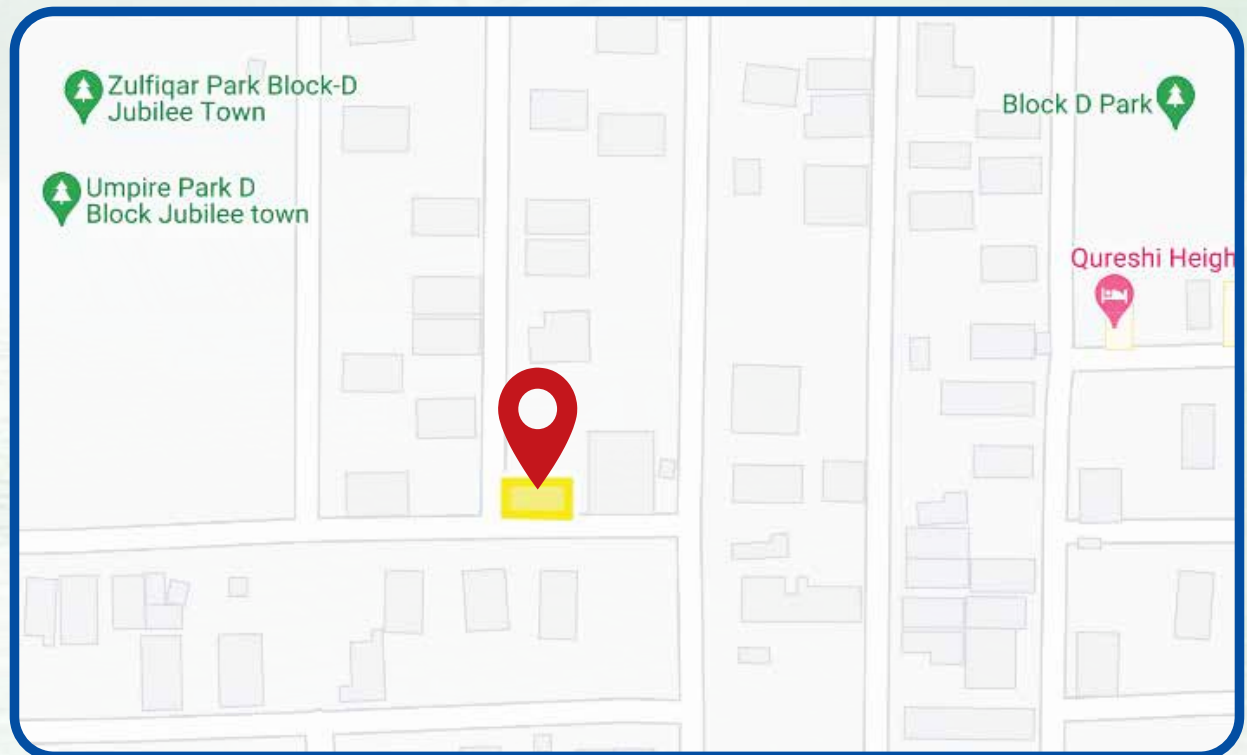 Zulfiqar Park Block-D
Jubilee Town
Block D Park
Umpire Park D
Block Jubilee town
Qureshi Heigh